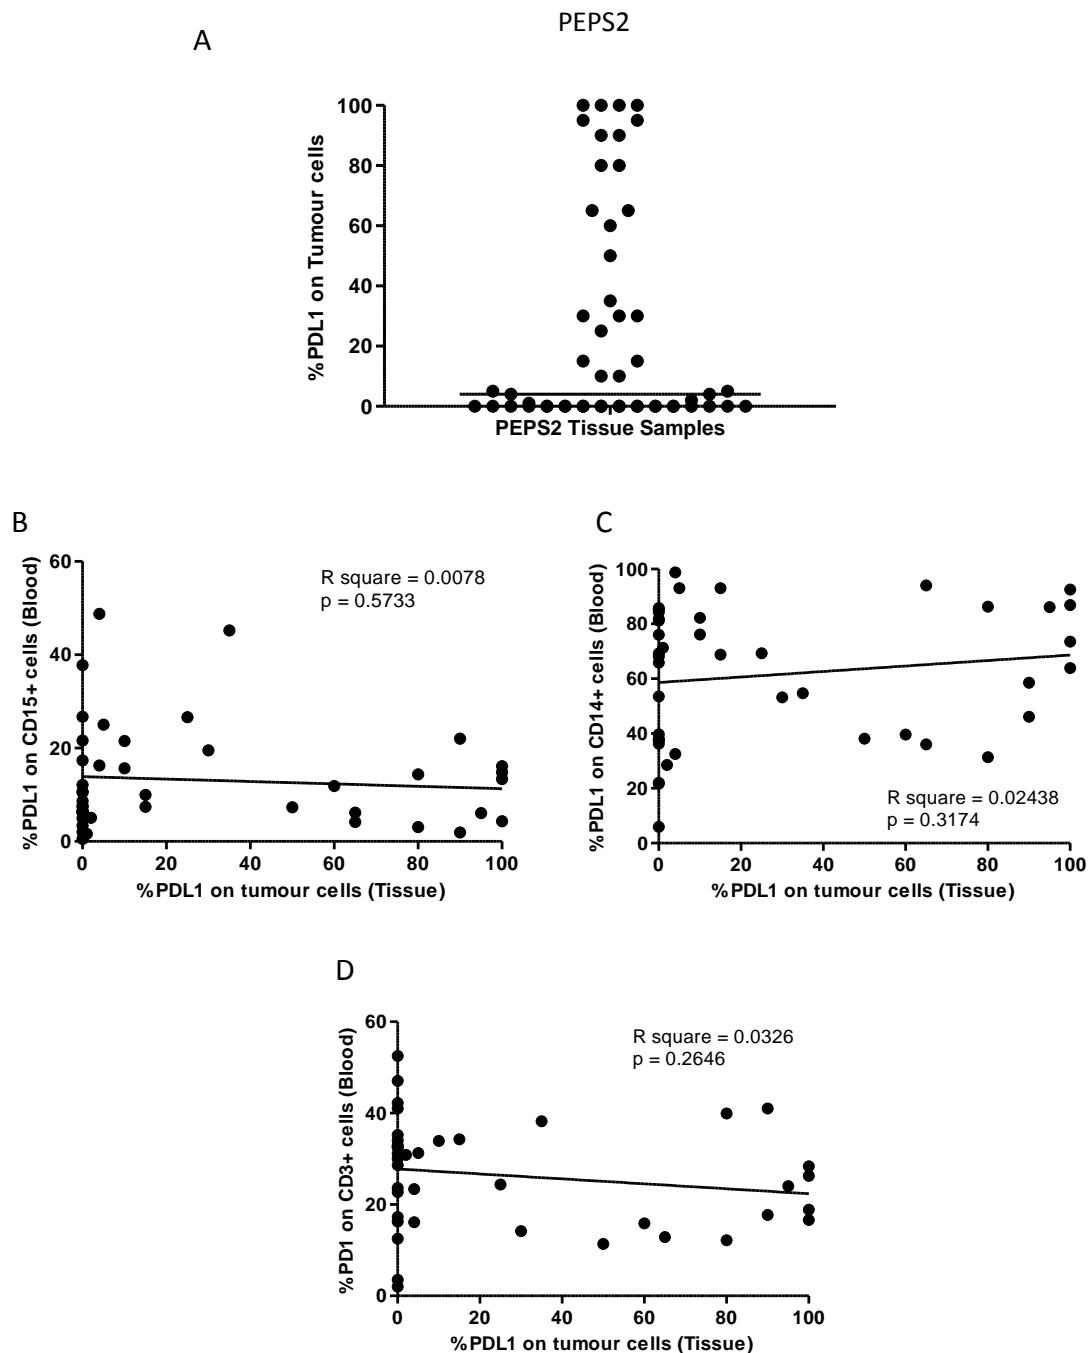 PEPS2
A
%PDL1 on Tumour cells
100
80
60
40
20
0
PEPS2 Tissue Samples
B
%PDL1 on CD15+ cells (Blood)
60
40
20
0
R square = 0.0078
p = 0.5733
0 20 40 60 80 100
%PDL1 on tumour cells (Tissue)
C
%PDL1 on CD14+ cells (Blood)
100
80
60
40
20
0
R square = 0.02438
p = 0.3174
0 20 40 60 80 100
%PDL1 on tumour cells (Tissue)
D
%PD1 on CD3+ cells (Blood)
60
40
20
0
R square = 0.0326
p = 0.2646
0 20 40 60 80 100
%PDL1 on tumour cells (Tissue)